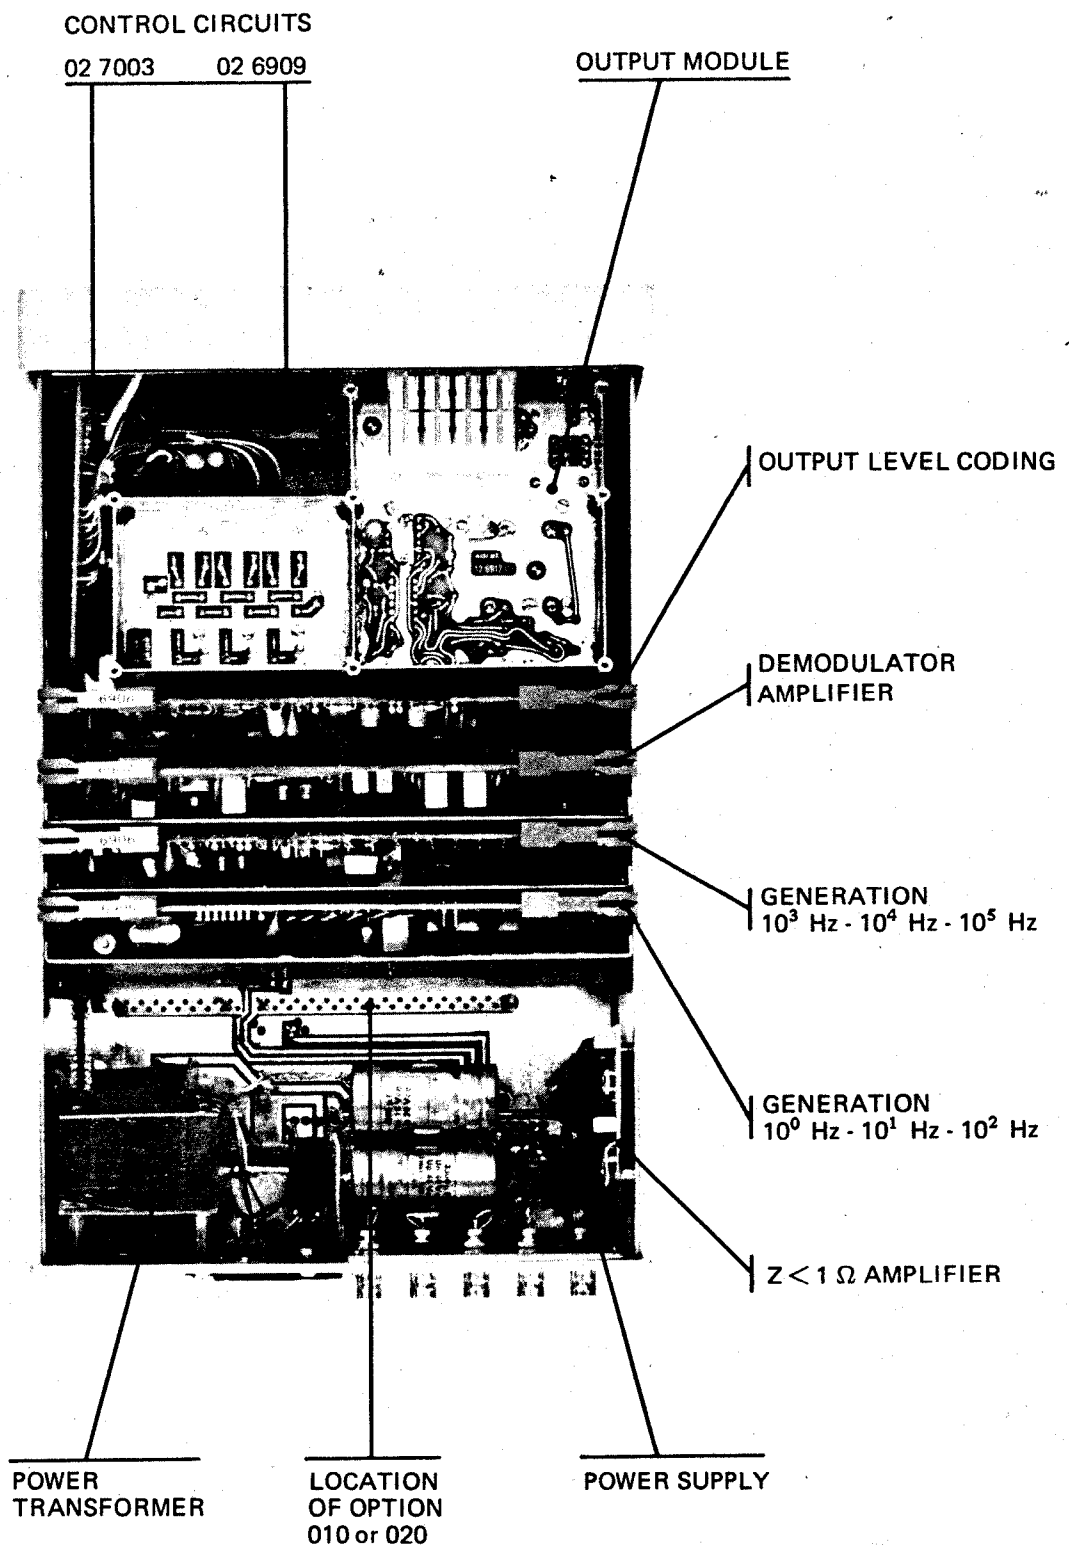 CONTROL CIRCUITS
02 7003 02 6909
OUTPUT MODULE
OUTPUT LEVEL CODING
DEMODULATOR
AMPLIFIER
6906
GENERATION
10³ Hz - 10⁴ Hz - 10⁵ Hz
GENERATION
10⁰ Hz - 10¹ Hz - 10² Hz
Z < 1 Ω AMPLIFIER
POWER
TRANSFORMER
LOCATION
OF OPTION
010 or 020
POWER SUPPLY